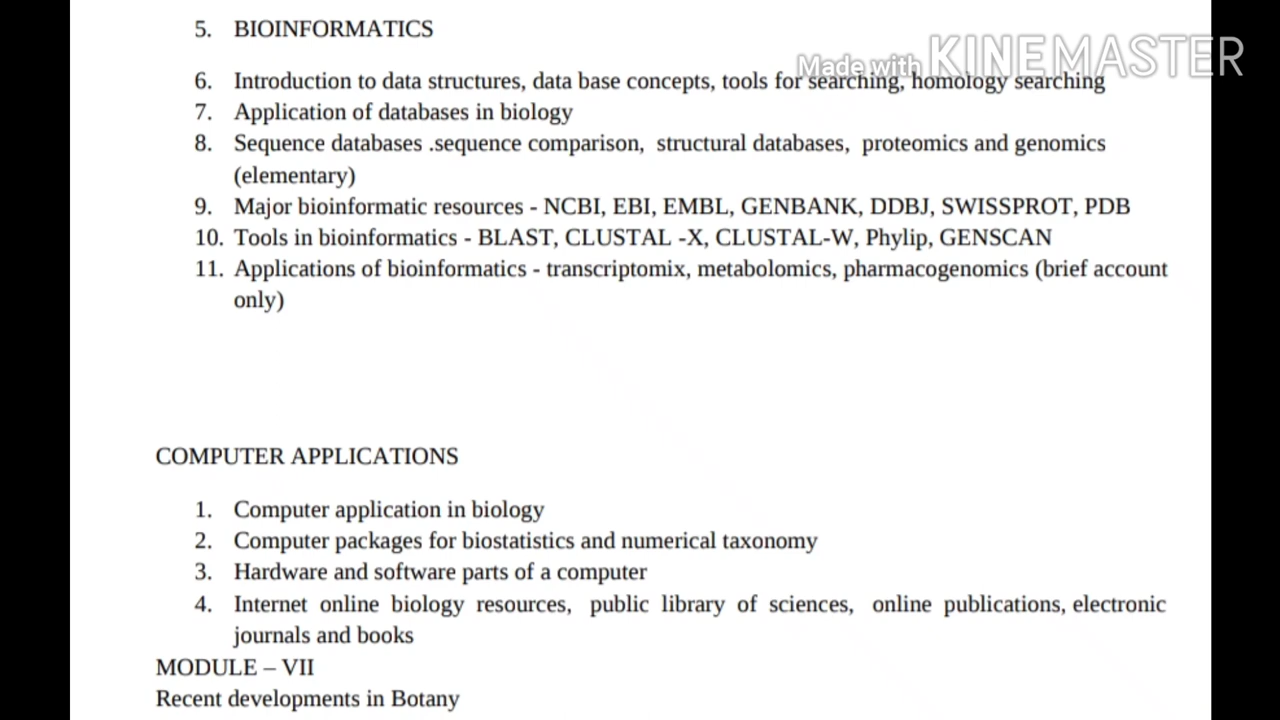 5. BIOINFORMATICS
Made with KINEMASTER
6. Introduction to data structures, data base concepts, tools for searching, homology searching
7. Application of databases in biology
8. Sequence databases .sequence comparison, structural databases, proteomics and genomics
(elementary)
9. Major bioinformatic resources - NCBI, EBI, EMBL, GENBANK, DDBJ, SWISSPROT, PDB
10. Tools in bioinformatics - BLAST, CLUSTAL -X, CLUSTAL-W, Phylip, GENSCAN
11. Applications of bioinformatics - transcriptomix, metabolomics, pharmacogenomics (brief account
only)
COMPUTER APPLICATIONS
1. Computer application in biology
2. Computer packages for biostatistics and numerical taxonomy
3. Hardware and software parts of a computer
4. Internet online biology resources, public library of sciences, online publications, electronic
journals and books
MODULE – VII
Recent developments in Botany